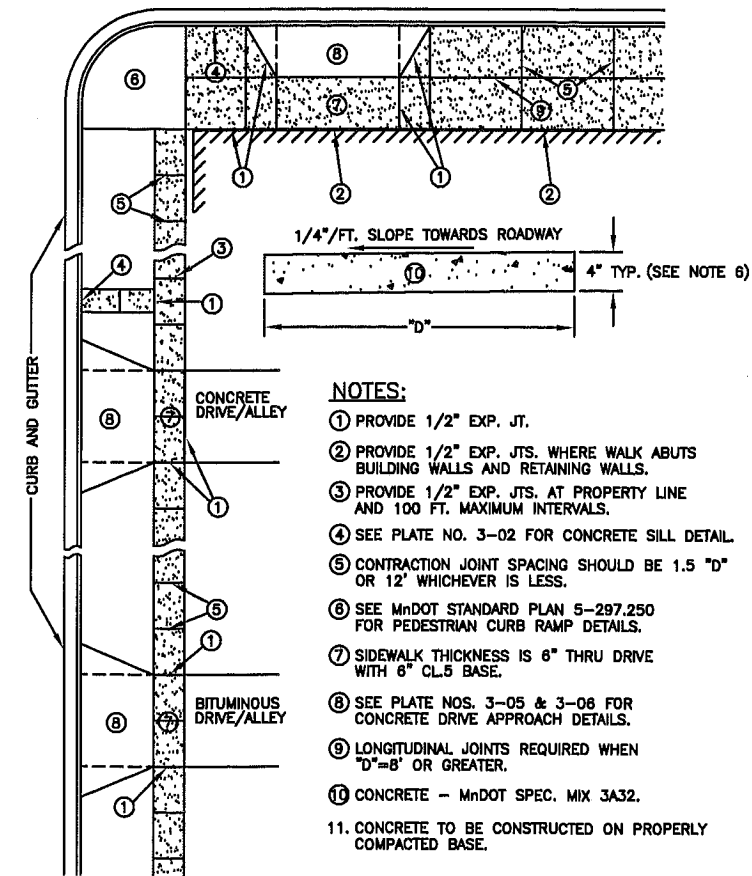 ⑧
④
⑥
⑤
⑦
⑨
①
②
①
②
⑤
1/4"/FT. SLOPE TOWARDS ROADWAY
③
④
⑩
4" TYP. (SEE NOTE 6)
①
"D"
CURB AND GUTTER
CONCRETE
DRIVE/ALLEY
⑧
⑦
①
⑤
①
BITUMINOUS
DRIVE/ALLEY
⑧
⑦
①
NOTES:
① PROVIDE 1/2" EXP. JT.
② PROVIDE 1/2" EXP. JTS. WHERE WALK ABUTS
BUILDING WALLS AND RETAINING WALLS.
③ PROVIDE 1/2" EXP. JTS. AT PROPERTY LINE
AND 100 FT. MAXIMUM INTERVALS.
④ SEE PLATE NO. 3-02 FOR CONCRETE SILL DETAIL.
⑤ CONTRACTION JOINT SPACING SHOULD BE 1.5 "D"
OR 12' WHICHEVER IS LESS.
⑥ SEE MnDOT STANDARD PLAN 5-297.250
FOR PEDESTRIAN CURB RAMP DETAILS.
⑦ SIDEWALK THICKNESS IS 6" THRU DRIVE
WITH 6" CL.5 BASE.
⑧ SEE PLATE NOS. 3-05 & 3-06 FOR
CONCRETE DRIVE APPROACH DETAILS.
⑨ LONGITUDINAL JOINTS REQUIRED WHEN
"D"=8' OR GREATER.
⑩ CONCRETE - MnDOT SPEC. MIX 3A32.
11. CONCRETE TO BE CONSTRUCTED ON PROPERLY
COMPACTED BASE.